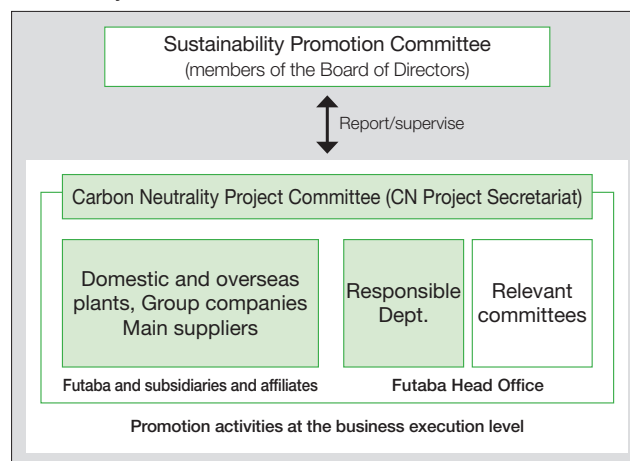 Sustainability Promotion Committee
(members of the Board of Directors)
Report/supervise
Carbon Neutrality Project Committee (CN Project Secretariat)
Domestic and overseas
plants, Group companies
Main suppliers
Responsible
Dept.
Relevant
committees
Futaba and subsidiaries and affiliates
Futaba Head Office
Promotion activities at the business execution level